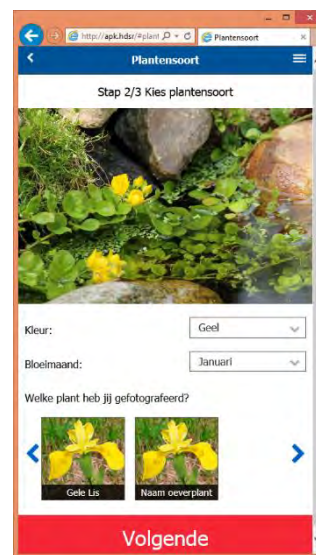 http://apk.hdsr/#plant
Plantensoort
Plantensoort
Stap 2/3 Kies plantensoort
Kleur:
Geel
Bloeimaand:
Januari
Welke plant heb jij gefotografeerd?
Gele Lis
Naam oeverplant
Volgende